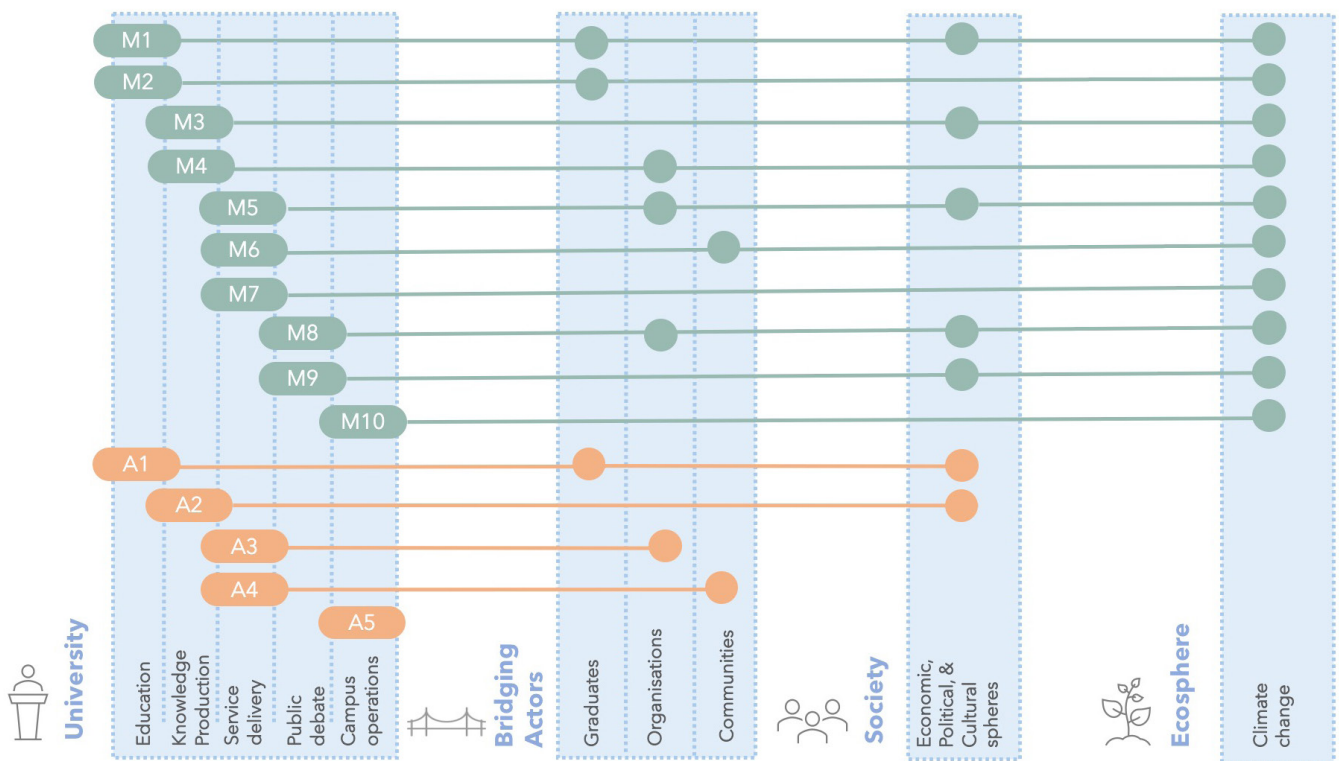 M1
M2
M3
M4
M5
M6
M7
M8
M9
M10
A1
A2
A3
A4
A5
University
Education
Knowledge
Production
Service
delivery
Public
debate
Campus
operations
Bridging
Actors
Graduates
Organisations
Communities
Society
Economic,
Political, &
Cultural
spheres
Ecosphere
Climate
change